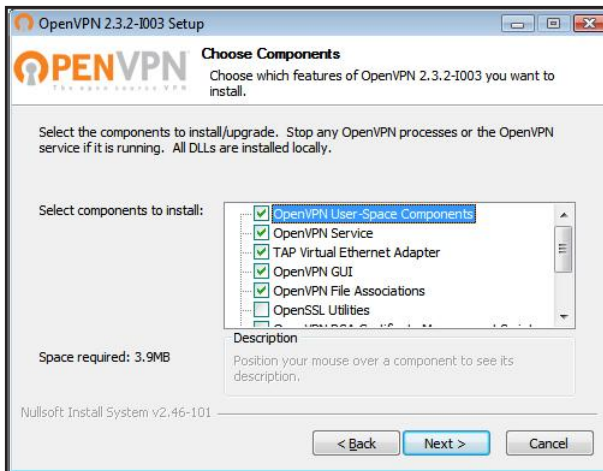 OpenVPN 2.3.2-I003 Setup
OPENVPN
The open source VPN
Choose Components
Choose which features of OpenVPN 2.3.2-I003 you want to
install.
Select the components to install/upgrade. Stop any OpenVPN processes or the OpenVPN
service if it is running. All DLLs are installed locally.
Select components to install:
OpenVPN User-Space Components
OpenVPN Service
TAP Virtual Ethernet Adapter
OpenVPN GUI
OpenVPN File Associations
OpenSSL Utilities
Space required: 3.9MB
Description
Position your mouse over a component to see its
description.
Nullsoft Install System v2.46-101
< Back
Next >
Cancel